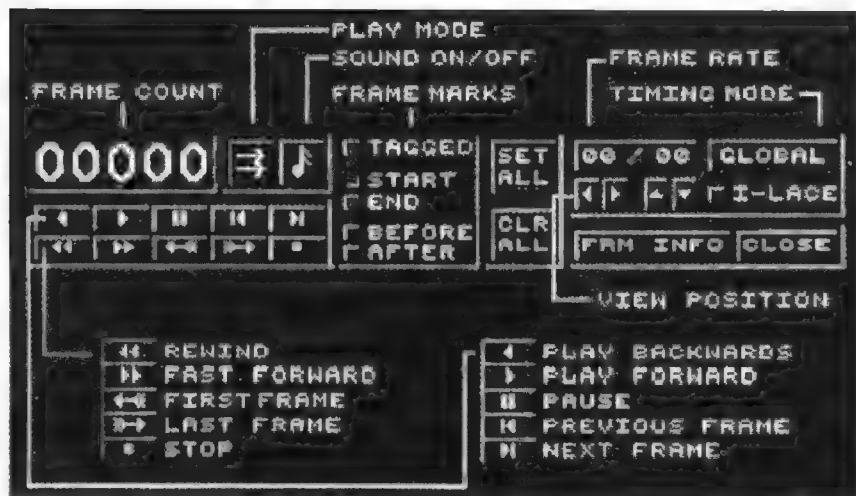 PLAY MODE
SOUND ON/OFF
FRAME RATE
FRAME COUNT
FRAME MARKS
TIMING MODE
00000
TAGGED
START
END
BEFORE
AFTER
SET
ALL
CLR
ALL
00 / 00
GLOBAL
I-LACE
FRM INFO
CLOSE
VIEW POSITION
REWIND
FAST FORWARD
FIRST FRAME
LAST FRAME
STOP
PLAY BACKWARDS
PLAY FORWARD
PAUSE
PREVIOUS FRAME
NEXT FRAME